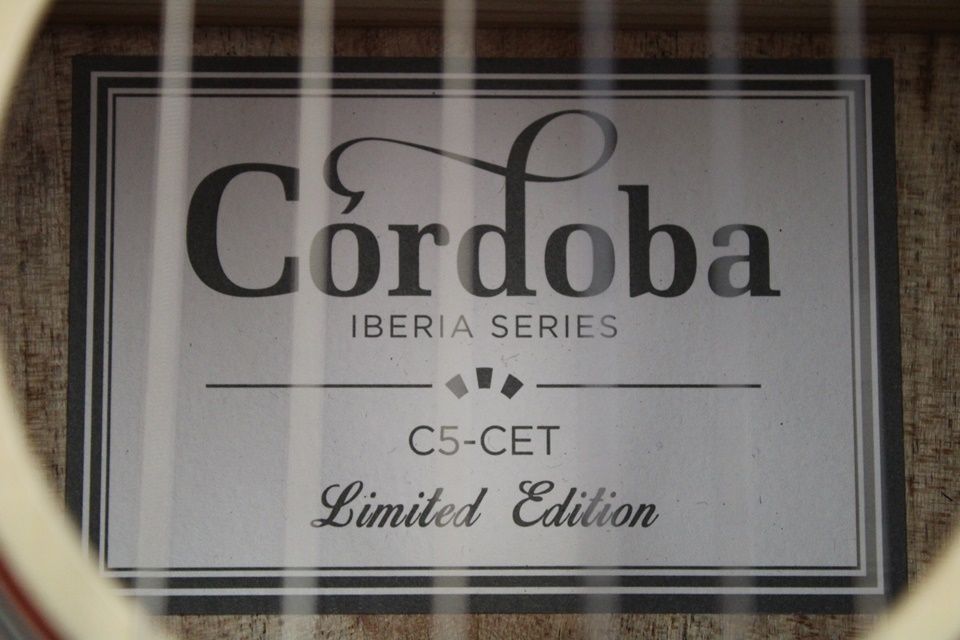 Córdoba
IBERIA SERIES
C5-CET
Limited Edition